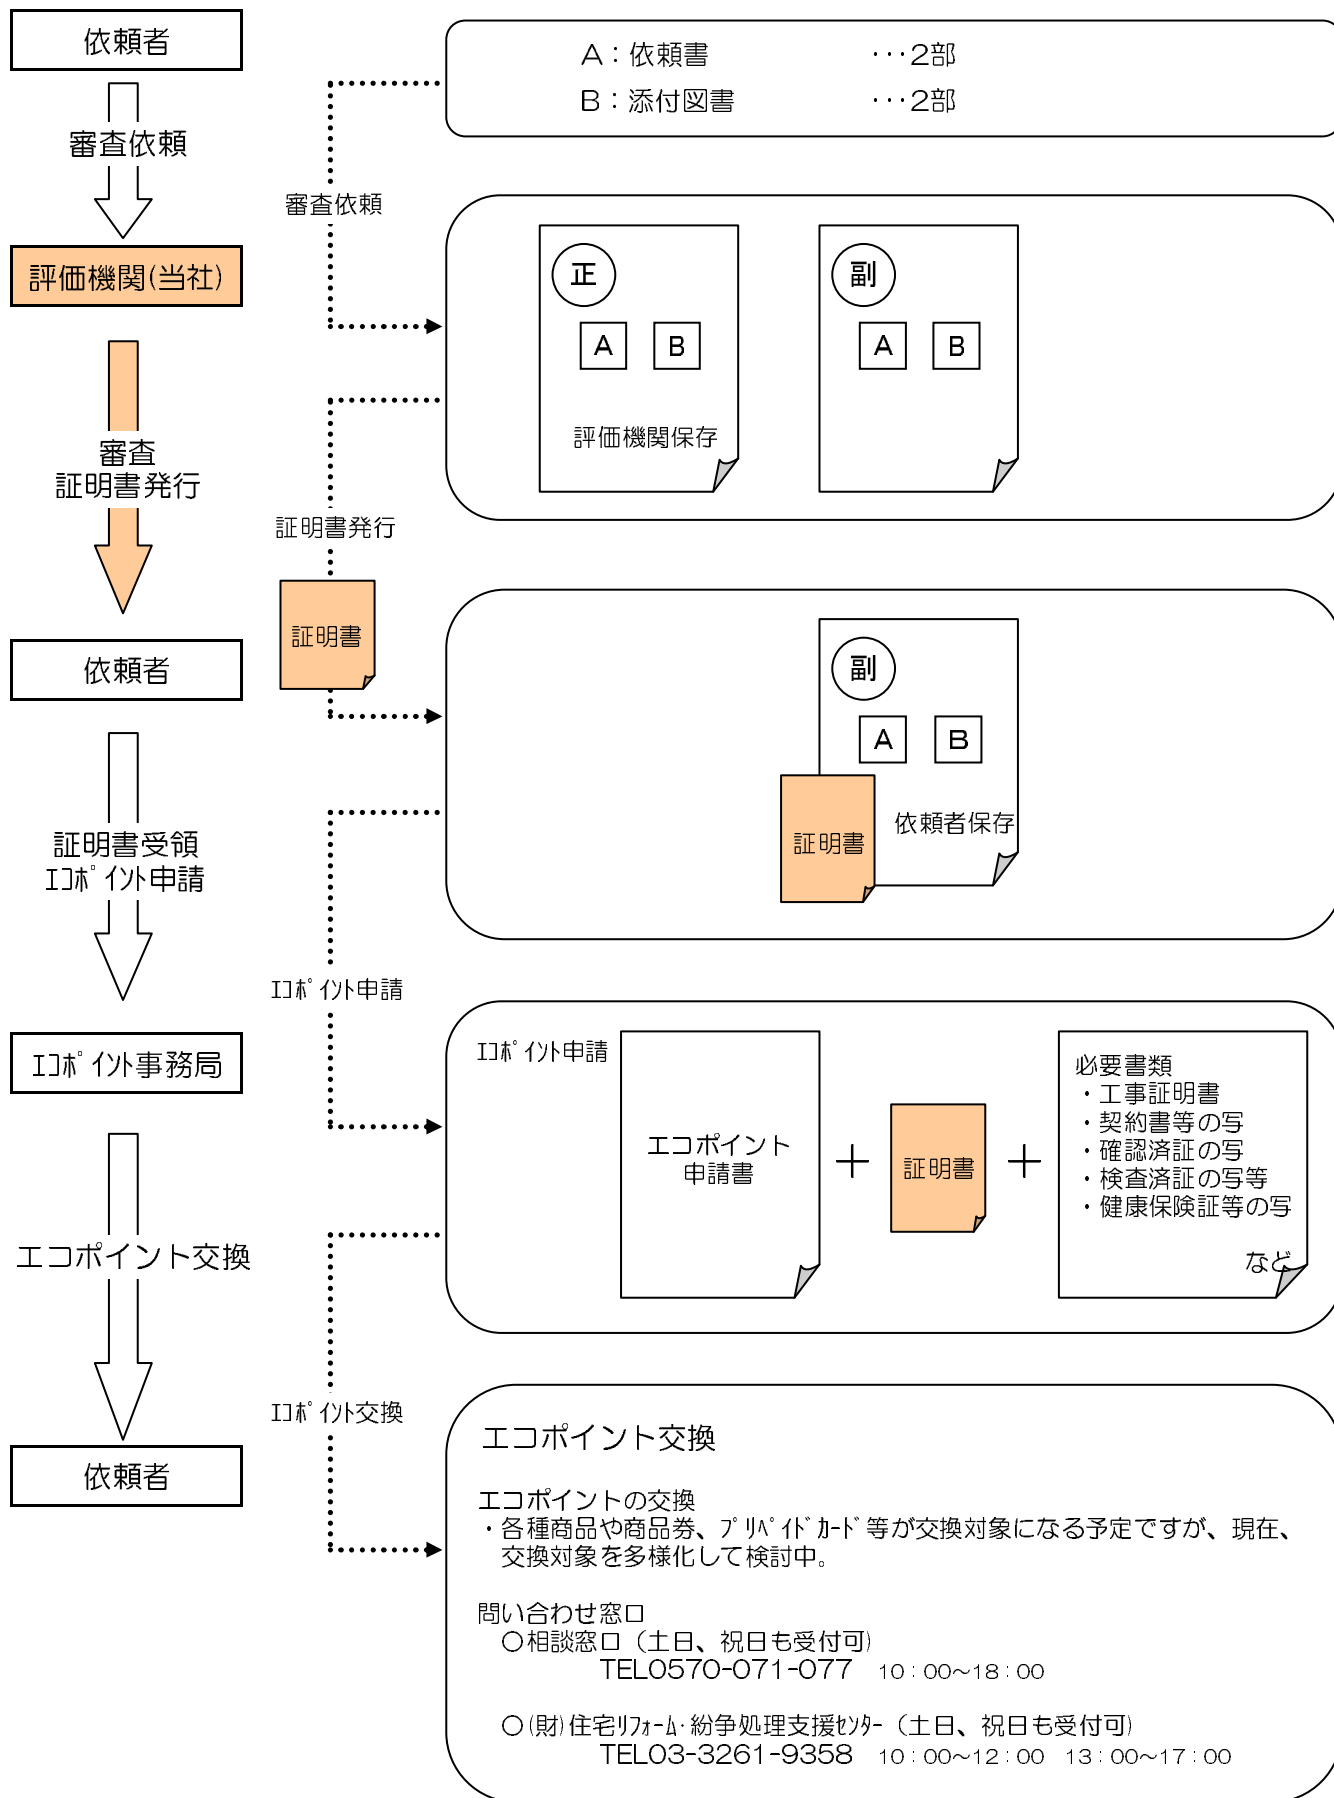 依頼者
審査依頼
評価機関(当社)
審査
証明書発行
依頼者
証明書受領
ｴｺﾎﾟｲﾝﾄ申請
ｴｺﾎﾟｲﾝﾄ事務局
エコポイント交換
依頼者
A：依頼書 ･･･2部
B：添付図書 ･･･2部
審査依頼
正
A B
評価機関保存
副
A B
証明書発行
証明書
副
A B
依頼者保存
証明書
ｴｺﾎﾟｲﾝﾄ申請
ｴｺﾎﾟｲﾝﾄ申請
エコポイント
申請書
＋
証明書
＋
必要書類
・工事証明書
・契約書等の写
・確認済証の写
・検査済証の写等
・健康保険証等の写
など
ｴｺﾎﾟｲﾝﾄ交換
エコポイント交換
エコポイントの交換
・各種商品や商品券、ﾌﾟﾘﾍﾟｲﾄﾞｶｰﾄﾞ等が交換対象になる予定ですが、現在、
交換対象を多様化して検討中。
問い合わせ窓口
〇相談窓口（土日、祝日も受付可)
TEL0570-071-077 10：00～18：00
〇(財)住宅ﾘﾌｫｰﾑ･紛争処理支援ｾﾝﾀｰ（土日、祝日も受付可)
TEL03-3261-9358 10：00～12：00 13：00～17：00